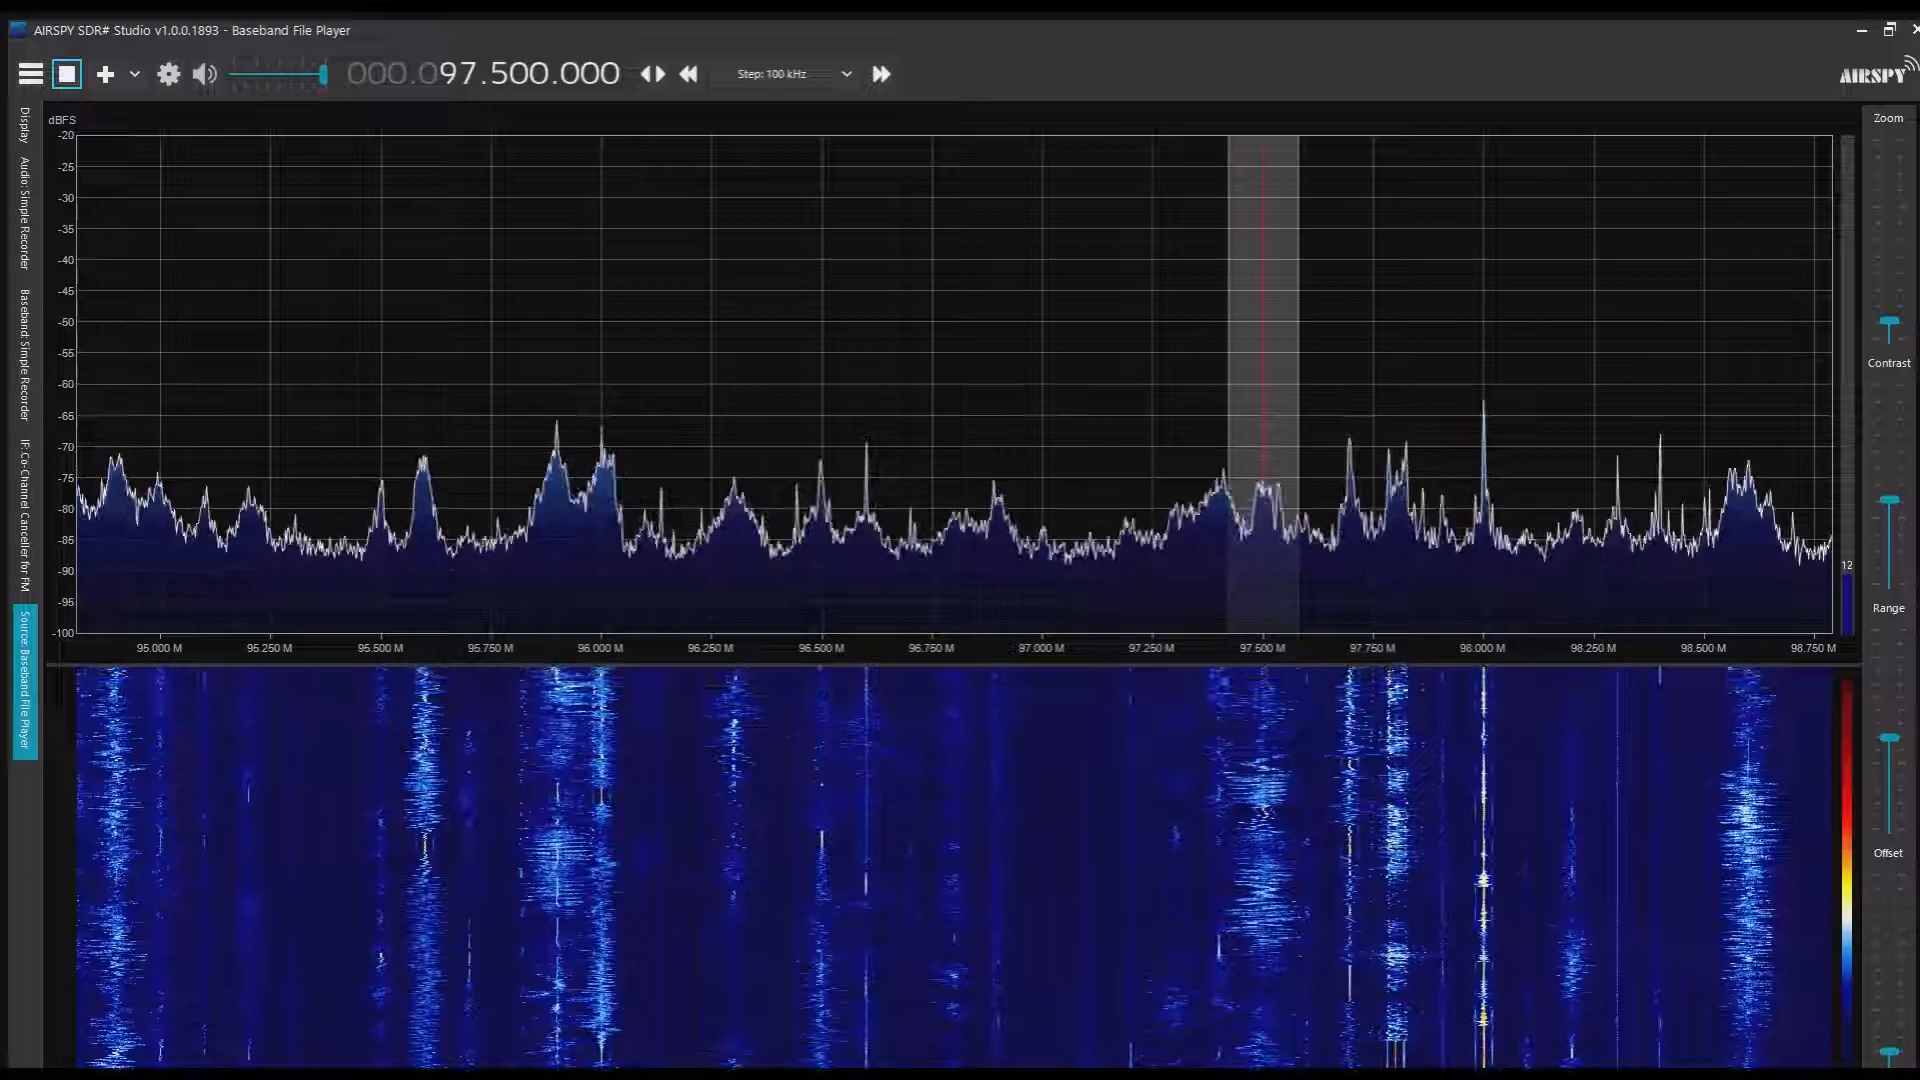 AIRSPY SDR# Studio v1.0.0.1893 - Baseband File Player
000.097.500.000
Step: 100 kHz
AIRSPY
Display
Audio: Simple Recorder
Baseband: Simple Recorder
IF: Co-Channel Canceller for FM
Source: Baseband File Player
dBFS
-20
-25
-30
-35
-40
-45
-50
-55
-60
-65
-70
-75
-80
-85
-90
-95
-100
95.000 M 95.250 M 95.500 M 95.750 M 96.000 M 96.250 M 96.500 M 96.750 M 97.000 M 97.250 M 97.500 M 97.750 M 98.000 M 98.250 M 98.500 M 98.750 M
12
Zoom
Contrast
Range
Offset